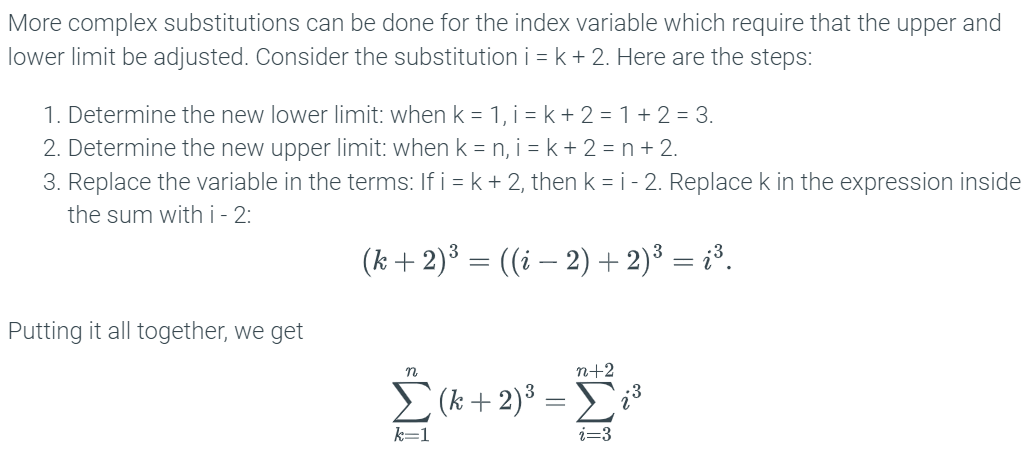 More complex substitutions can be done for the index variable which require that the upper and
lower limit be adjusted. Consider the substitution i = k + 2. Here are the steps:
1. Determine the new lower limit: when k = 1, i = k + 2 = 1 + 2 = 3.
2. Determine the new upper limit: when k = n, i = k + 2 = n + 2.
3. Replace the variable in the terms: If i = k + 2, then k = i - 2. Replace k in the expression inside
the sum with i - 2:
(k + 2)³ = ((i − 2) + 2)³ = i³.
Putting it all together, we get
∑_{k=1}^{n} (k + 2)³ = ∑_{i=3}^{n+2} i³